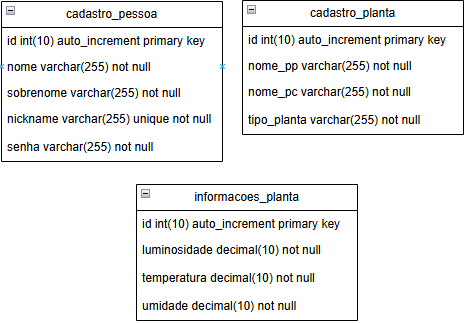 cadastro_pessoa
id int(10) auto_increment primary key
nome varchar(255) not null
sobrenome varchar(255) not null
nickname varchar(255) unique not null
senha varchar(255) not null
cadastro_planta
id int(10) auto_increment primary key
nome_pp varchar(255) not null
nome_pc varchar(255) not null
tipo_planta varchar(255) not null
informacoes_planta
id int(10) auto_increment primary key
luminosidade decimal(10) not null
temperatura decimal(10) not null
umidade decimal(10) not null